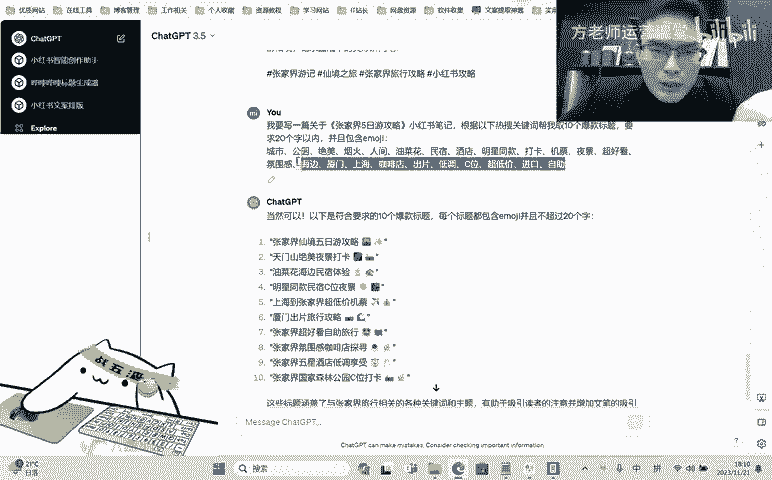 优质网站 在线工具 博客管理 工作相关 个人收藏 资源教程 学习网站 IT站长 网盘资源 软件收集 文案提取神器
方老师运营课堂 bilibili
ChatGPT
ChatGPT 3.5
小红书智能创作助手
哔哩哔哩标题生成器
小红书文案排版
Explore
#张家界游记 #仙境之旅 #张家界旅行攻略 #小红书攻略
You
我要写一篇关于《张家界5日游攻略》小红书笔记，根据以下热搜关键词帮我取10个爆款标题，要
求20个字以内，并且包含emoji：
城市、公园、绝美、烟火、人间、油菜花、民宿、酒店、明星同款、打卡、机票、夜景、超好看、
氛围感、海边、厦门、上海、咖啡店、出片、低调、C位、超低价、进口、自助
ChatGPT
当然可以！以下是符合要求的10个爆款标题，每个标题都包含emoji并且不超过20个字：
1. "张家界仙境五日游攻略
2. "天门山绝美夜景打卡
3. "油菜花海边民宿体验
4. "明星同款民宿C位夜景
5. "上海到张家界超低价机票
6. "厦门出片旅行攻略
7. "张家界超好看自助旅行
8. "张家界氛围感咖啡店探寻
9. "张家界五星酒店低调享受
10. "张家界国家森林公园C位打卡
这些标题涵盖了与张家界旅行相关的各种关键词和主题，有助于吸引读者的注意并增加文章的吸引
战五渣
Message ChatGPT...
ChatGPT can make mistakes. Consider checking important information.
?
21°C
日落
搜索
中 拼
18:10
2023/11/21